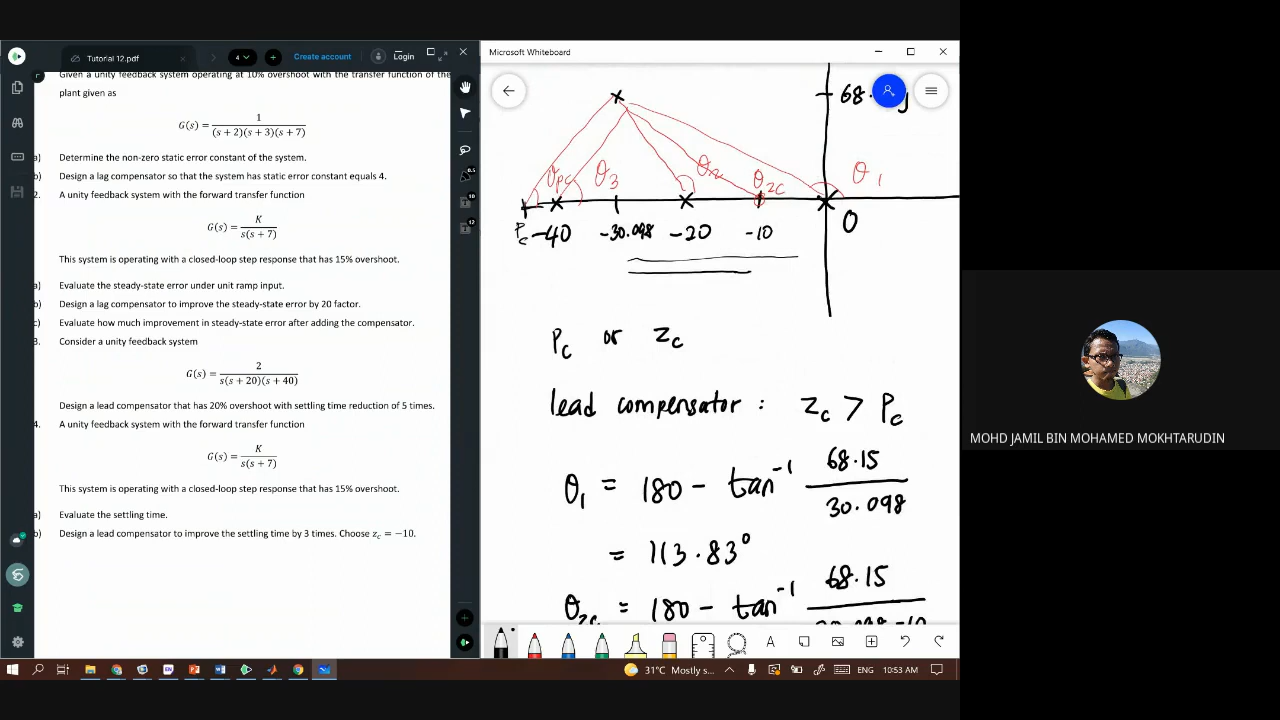 Tutorial 12.pdf
4
Create account
Login
Given a unity feedback system operating at 10% overshoot with the transfer function of the
plant given as
G(s) = 1 / (s + 2)(s + 3)(s + 7)
a) Determine the non-zero static error constant of the system.
b) Design a lag compensator so that the system has static error constant equals 4.
2. A unity feedback system with the forward transfer function
G(s) = K / s(s + 7)
This system is operating with a closed-loop step response that has 15% overshoot.
a) Evaluate the steady-state error under unit ramp input.
b) Design a lag compensator to improve the steady-state error by 20 factor.
c) Evaluate how much improvement in steady-state error after adding the compensator.
3. Consider a unity feedback system
G(s) = 2 / s(s + 20)(s + 40)
Design a lead compensator that has 20% overshoot with settling time reduction of 5 times.
4. A unity feedback system with the forward transfer function
G(s) = K / s(s + 7)
This system is operating with a closed-loop step response that has 15% overshoot.
a) Evaluate the settling time.
b) Design a lead compensator to improve the settling time by 3 times. Choose zc = −10.
Microsoft Whiteboard
68.
j
θpc θ3 θ2 θzc θ1
Pc -40 -30.098 -20 -10 0
Pc or Zc
lead compensator : Zc > Pc
θ1 = 180 - tan⁻¹ 68.15 / 30.098
= 113.83°
θzc = 180 - tan⁻¹ 68.15
MOHD JAMIL BIN MOHAMED MOKHTARUDIN
31°C Mostly s...
ENG
10:53 AM